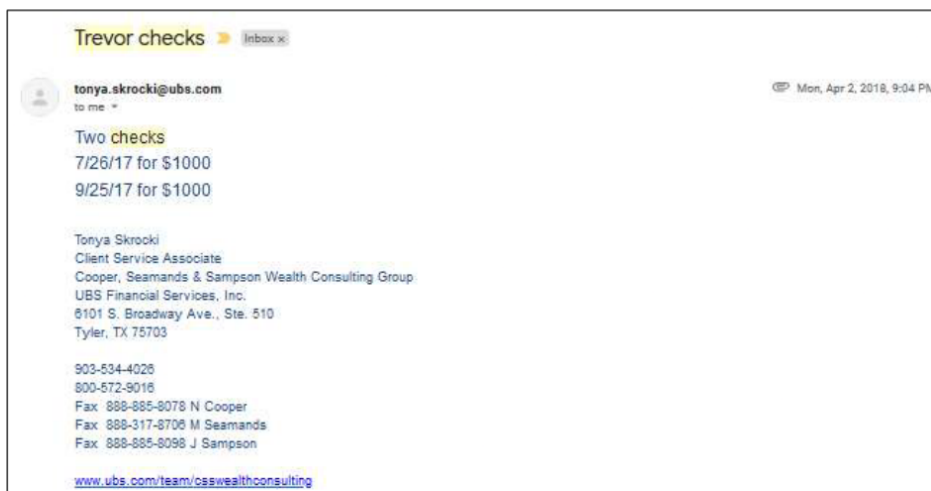 Trevor checks Inbox x
tonya.skrocki@ubs.com Mon, Apr 2, 2018, 9:04 PM
to me
Two checks
7/26/17 for $1000
9/25/17 for $1000
Tonya Skrocki
Client Service Associate
Cooper, Seamands & Sampson Wealth Consulting Group
UBS Financial Services, Inc.
6101 S. Broadway Ave., Ste. 510
Tyler, TX 75703
903-534-4026
800-572-9016
Fax 888-885-8078 N Cooper
Fax 888-317-8706 M Seamands
Fax 888-885-8098 J Sampson
www.ubs.com/team/csswealthconsulting